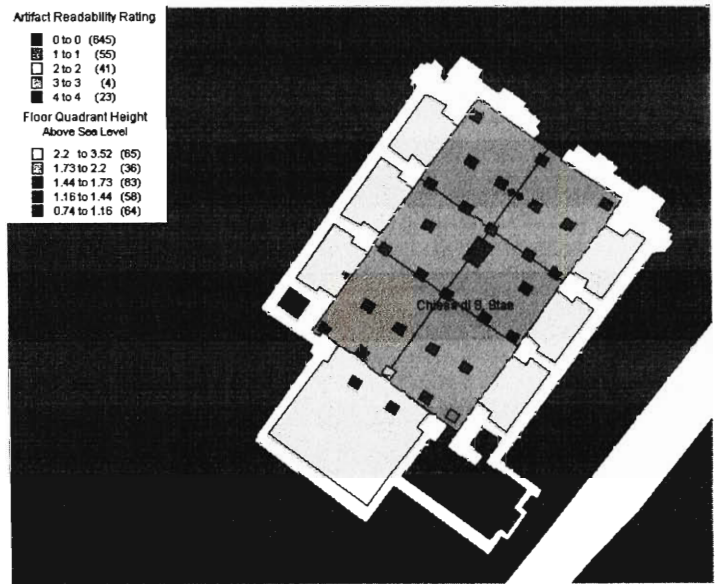 Artifact Readability Rating
0 to 0 (645)
1 to 1 (55)
2 to 2 (41)
3 to 3 (4)
4 to 4 (23)
Floor Quadrant Height
Above Sea Level
2.2 to 3.52 (65)
1.73 to 2.2 (36)
1.44 to 1.73 (83)
1.16 to 1.44 (58)
0.74 to 1.16 (64)
Chiesa di S. Stae